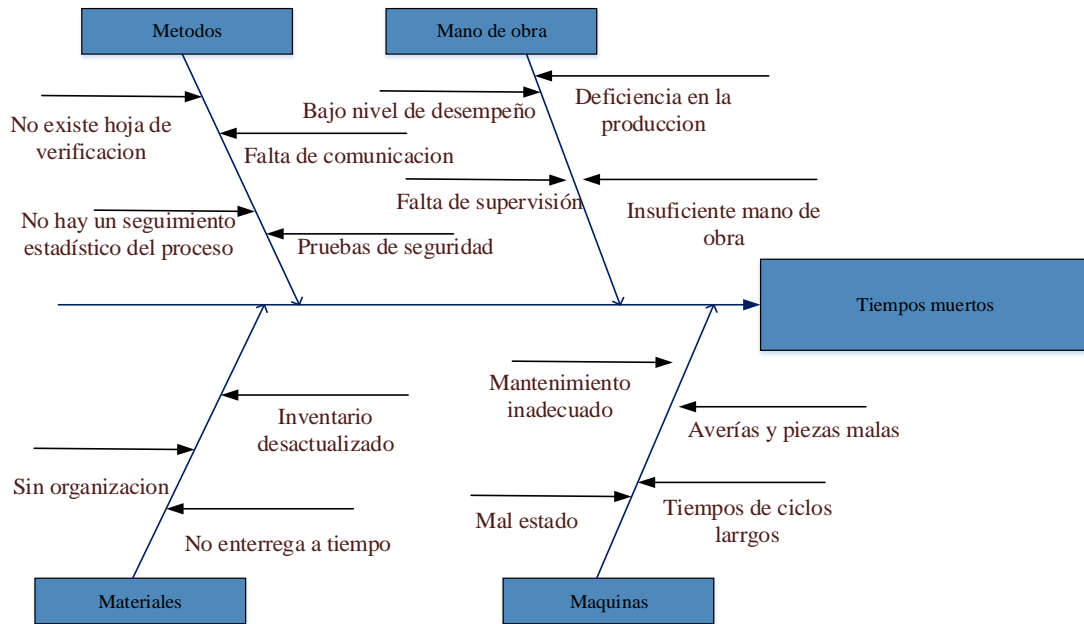 Metodos
Mano de obra
No existe hoja de
verificacion
Falta de comunicacion
No hay un seguimiento
estadístico del proceso
Pruebas de seguridad
Bajo nivel de desempeño
Deficiencia en la
produccion
Falta de supervisión
Insuficiente mano de
obra
Tiempos muertos
Inventario
desactualizado
Sin organizacion
No enterrega a tiempo
Mantenimiento
inadecuado
Averías y piezas malas
Mal estado
Tiempos de ciclos
larrgos
Materiales
Maquinas